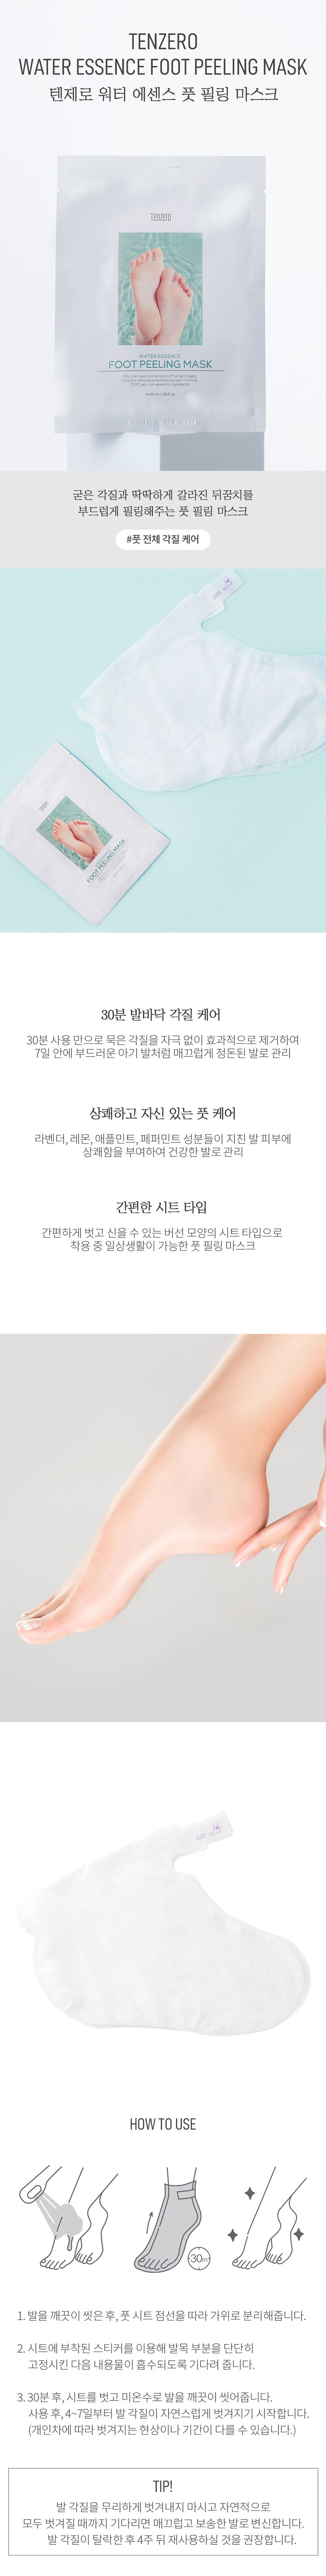 TENZERO
WATER ESSENCE FOOT PEELING MASK
텐제로 워터 에센스 풋 필링 마스크
tenzero
WATER ESSENCE
FOOT PEELING MASK
굳은 각질과 딱딱하게 갈라진 뒤꿈치를
부드럽게 필링해주는 풋 필링 마스크
#풋 전체 각질 케어
FOOT PEELING MASK
30분 발바닥 각질 케어
30분 사용 만으로 묵은 각질을 자극 없이 효과적으로 제거하여
7일 안에 부드러운 아기 발처럼 매끄럽게 정돈된 발로 관리
상쾌하고 자신 있는 풋 케어
라벤더, 레몬, 애플민트, 페퍼민트 성분들이 지친 발 피부에
상쾌함을 부여하여 건강한 발로 관리
간편한 시트 타입
간편하게 벗고 신을 수 있는 버선 모양의 시트 타입으로
착용 중 일상생활이 가능한 풋 필링 마스크
HOW TO USE
30m
1. 발을 깨끗이 씻은 후, 풋 시트 점선을 따라 가위로 분리해줍니다.
2. 시트에 부착된 스티커를 이용해 발목 부분을 단단히
고정시킨 다음 내용물이 흡수되도록 기다려 줍니다.
3. 30분 후, 시트를 벗고 미온수로 발을 깨끗이 씻어줍니다.
사용 후, 4~7일부터 발 각질이 자연스럽게 벗겨지기 시작합니다.
(개인차에 따라 벗겨지는 현상이나 기간이 다를 수 있습니다.)
TIP!
발 각질을 무리하게 벗겨내지 마시고 자연적으로
모두 벗겨질 때까지 기다리면 매끄럽고 보송한 발로 변신합니다.
발 각질이 탈락한 후 4주 뒤 재사용하실 것을 권장합니다.